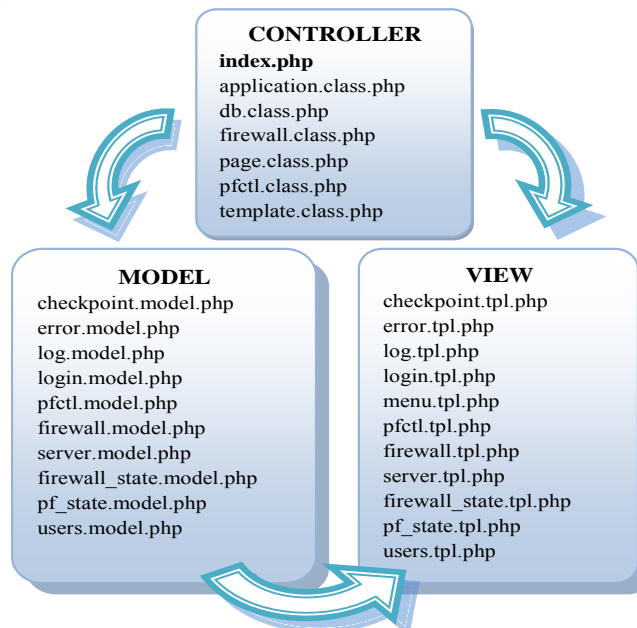 CONTROLLER
index.php
application.class.php
db.class.php
firewall.class.php
page.class.php
pfctl.class.php
template.class.php
MODEL
checkpoint.model.php
error.model.php
log.model.php
login.model.php
pfctl.model.php
firewall.model.php
server.model.php
firewall_state.model.php
pf_state.model.php
users.model.php
VIEW
checkpoint.tpl.php
error.tpl.php
log.tpl.php
login.tpl.php
menu.tpl.php
pfctl.tpl.php
firewall.tpl.php
server.tpl.php
firewall_state.tpl.php
pf_state.tpl.php
users.tpl.php